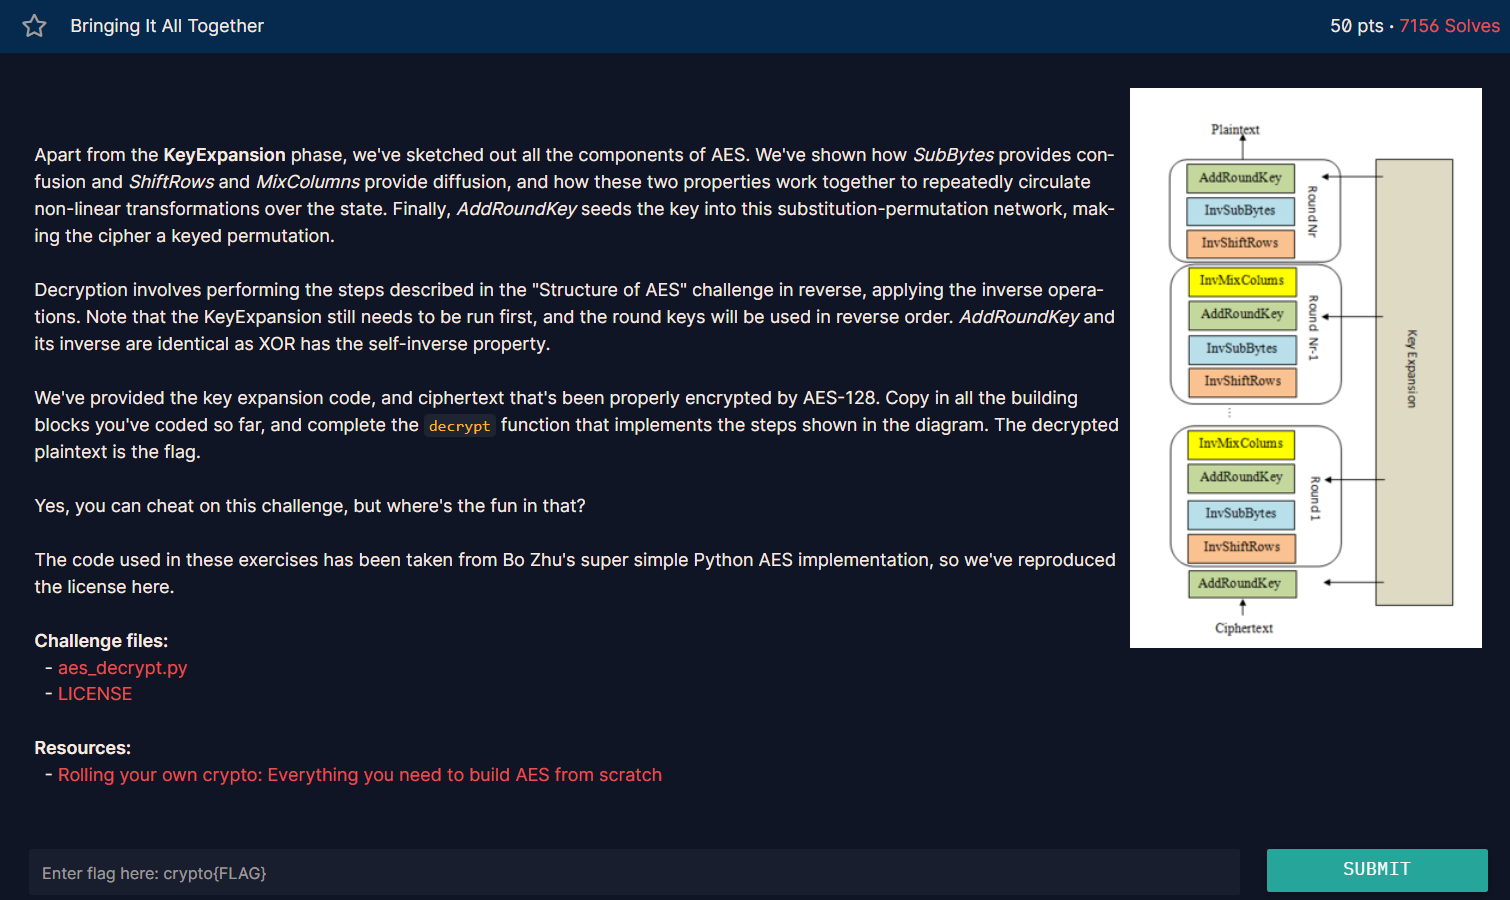 Bringing It All Together
50 pts · 7156 Solves
Apart from the KeyExpansion phase, we've sketched out all the components of AES. We've shown how SubBytes provides con-
fusion and ShiftRows and MixColumns provide diffusion, and how these two properties work together to repeatedly circulate
non-linear transformations over the state. Finally, AddRoundKey seeds the key into this substitution-permutation network, mak-
ing the cipher a keyed permutation.
Decryption involves performing the steps described in the "Structure of AES" challenge in reverse, applying the inverse opera-
tions. Note that the KeyExpansion still needs to be run first, and the round keys will be used in reverse order. AddRoundKey and
its inverse are identical as XOR has the self-inverse property.
We've provided the key expansion code, and ciphertext that's been properly encrypted by AES-128. Copy in all the building
blocks you've coded so far, and complete the decrypt function that implements the steps shown in the diagram. The decrypted
plaintext is the flag.
Yes, you can cheat on this challenge, but where's the fun in that?
The code used in these exercises has been taken from Bo Zhu's super simple Python AES implementation, so we've reproduced
the license here.
Challenge files:
- aes_decrypt.py
- LICENSE
Resources:
- Rolling your own crypto: Everything you need to build AES from scratch
Plaintext
AddRoundKey
InvSubBytes
InvShiftRows
Round Nr
InvMixColums
AddRoundKey
InvSubBytes
InvShiftRows
Round Nr-1
⋮
InvMixColums
AddRoundKey
InvSubBytes
InvShiftRows
Round 1
AddRoundKey
Ciphertext
Key Expansion
Enter flag here: crypto{FLAG}
SUBMIT